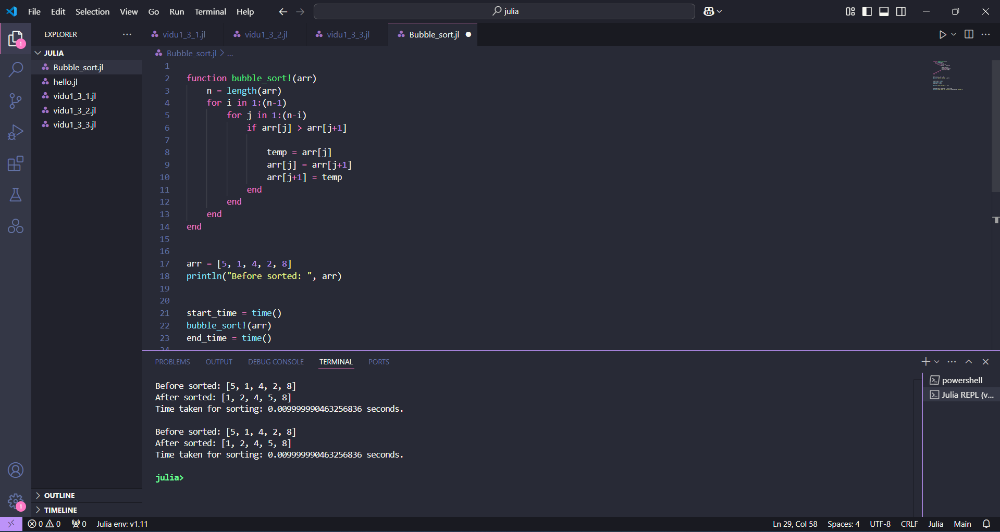 File Edit Selection View Go Run Terminal Help
julia
EXPLORER
vidu1_3_1.jl
vidu1_3_2.jl
vidu1_3_3.jl
Bubble_sort.jl
JULIA
Bubble_sort.jl
hello.jl
vidu1_3_1.jl
vidu1_3_2.jl
vidu1_3_3.jl
Bubble_sort.jl > ...
1
2 function bubble_sort!(arr)
3 n = length(arr)
4 for i in 1:(n-1)
5 for j in 1:(n-i)
6 if arr[j] > arr[j+1]
7
8 temp = arr[j]
9 arr[j] = arr[j+1]
10 arr[j+1] = temp
11 end
12 end
13 end
14 end
15
16
17 arr = [5, 1, 4, 2, 8]
18 println("Before sorted: ", arr)
19
20
21 start_time = time()
22 bubble_sort!(arr)
23 end_time = time()
24
PROBLEMS OUTPUT DEBUG CONSOLE TERMINAL PORTS
Before sorted: [5, 1, 4, 2, 8]
After sorted: [1, 2, 4, 5, 8]
Time taken for sorting: 0.009999990463256836 seconds.
Before sorted: [5, 1, 4, 2, 8]
After sorted: [1, 2, 4, 5, 8]
Time taken for sorting: 0.009999990463256836 seconds.
julia>
powershell
Julia REPL (v...
1
1
OUTLINE
TIMELINE
0 0 0 Julia env: v1.11
Ln 29, Col 58 Spaces: 4 UTF-8 CRLF Julia Main